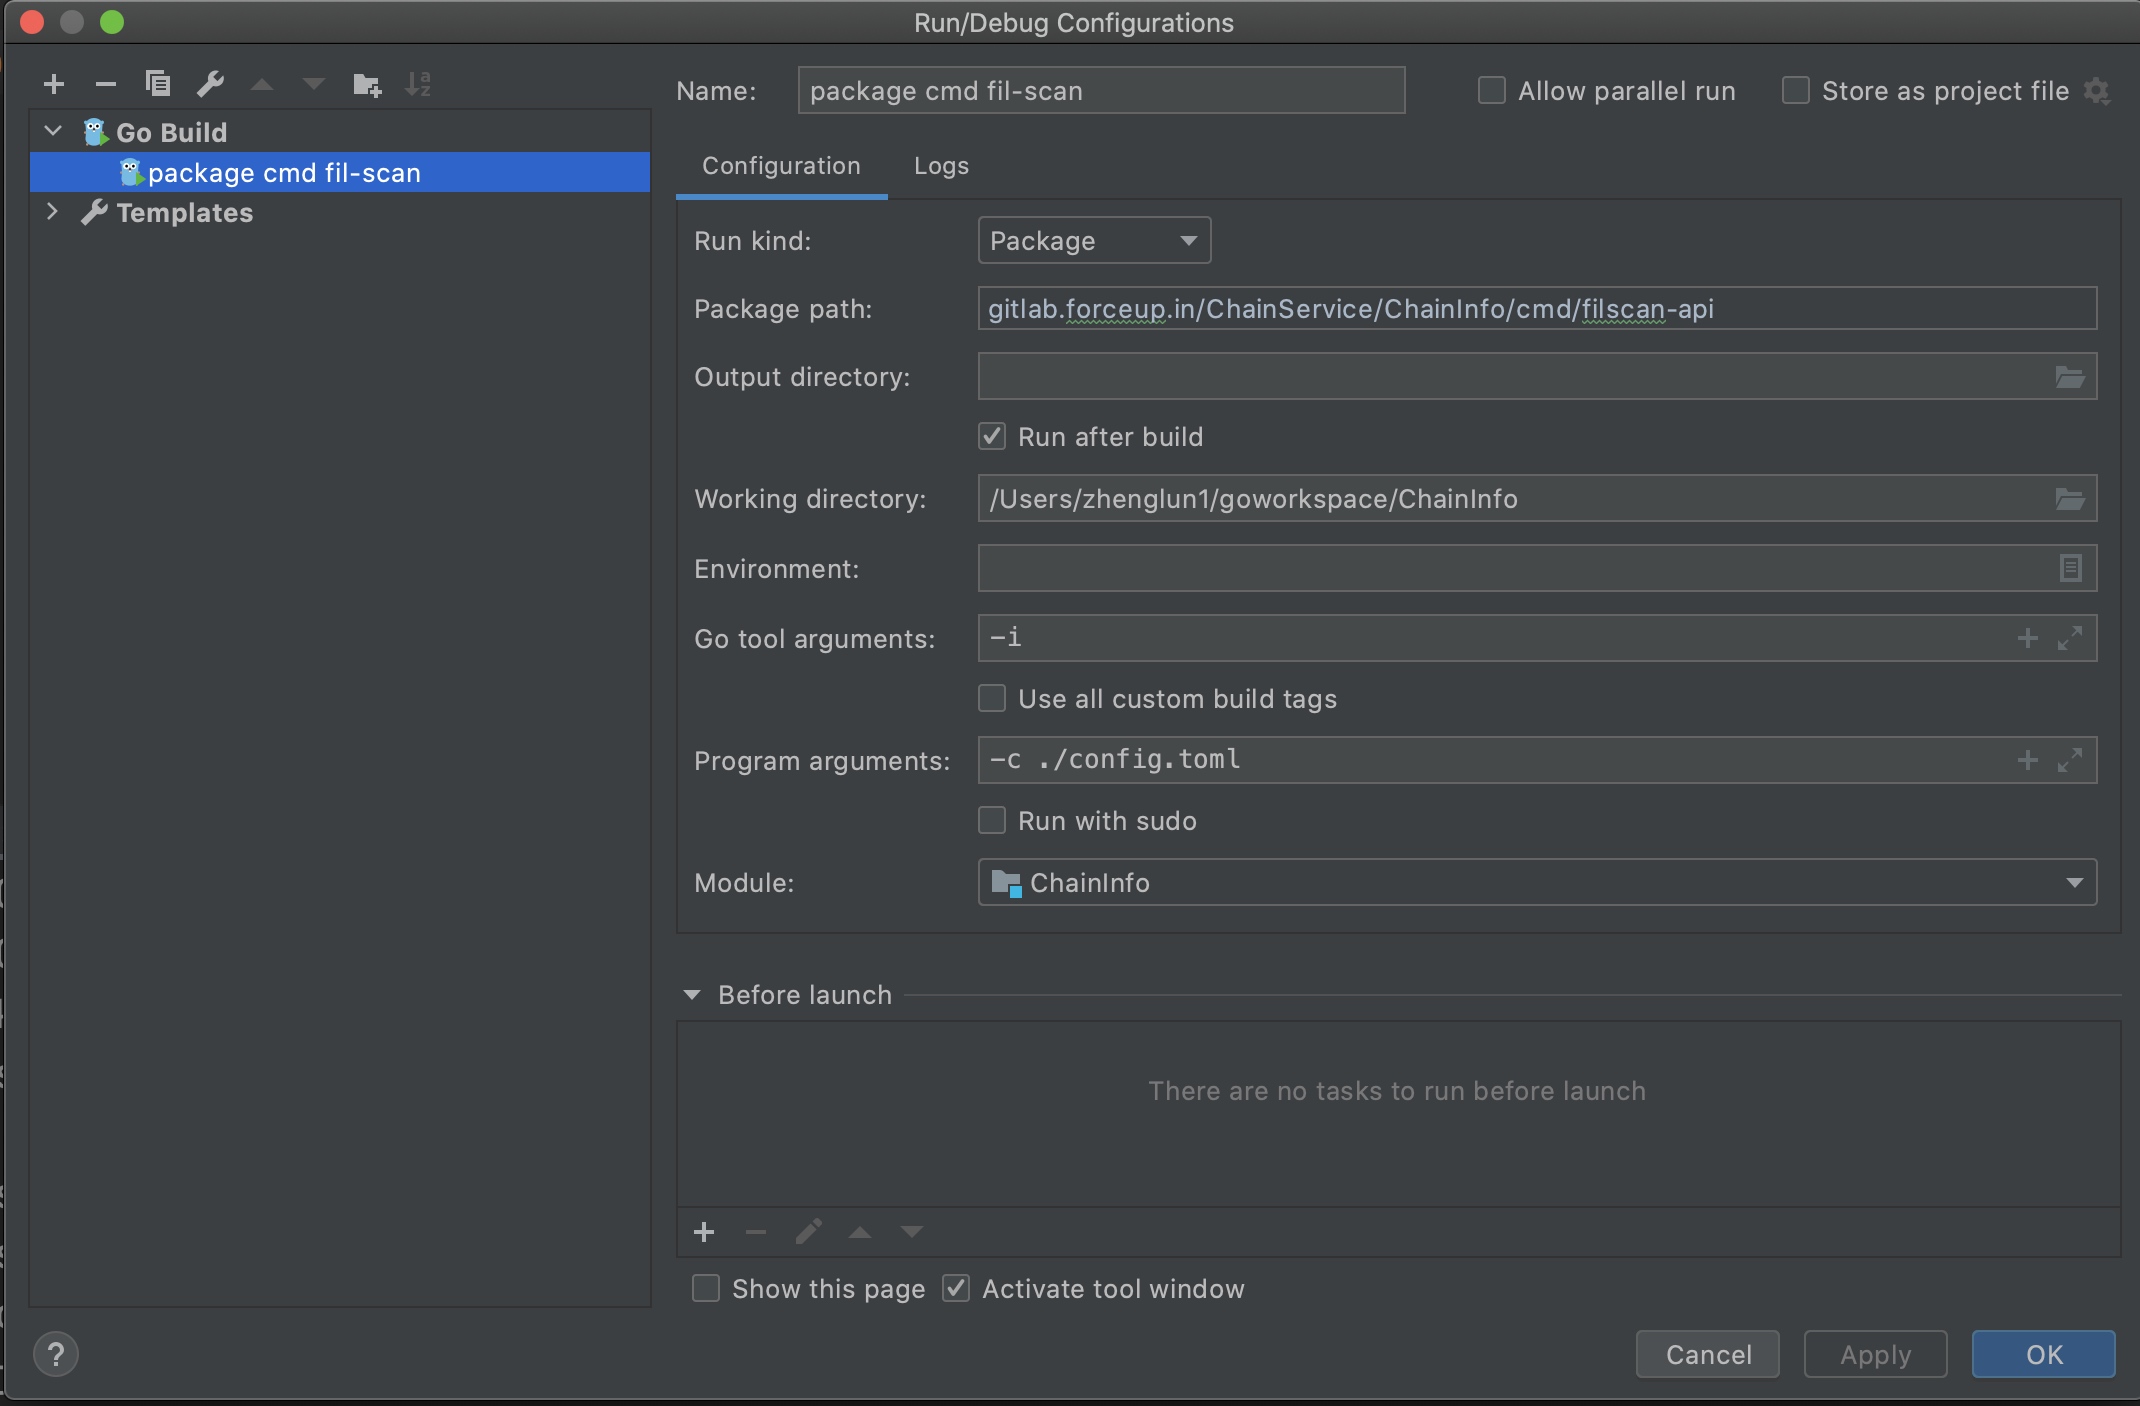 Run/Debug Configurations
Name: package cmd fil-scan Allow parallel run Store as project file
Go Build
package cmd fil-scan
Templates
Configuration Logs
Run kind: Package
Package path: gitlab.forceup.in/ChainService/ChainInfo/cmd/filscan-api
Output directory:
Run after build
Working directory: /Users/zhenglun1/goworkspace/ChainInfo
Environment:
Go tool arguments: -i
Use all custom build tags
Program arguments: -c ./config.toml
Run with sudo
Module: ChainInfo
Before launch
There are no tasks to run before launch
Show this page Activate tool window
? Cancel Apply OK